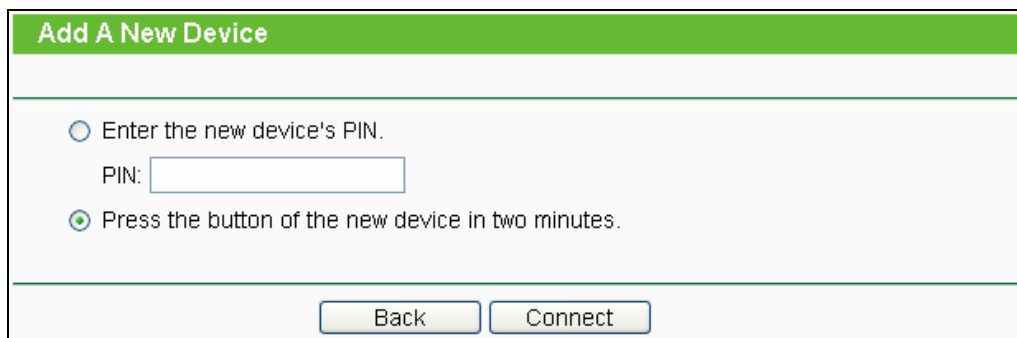 Add A New Device
Enter the new device's PIN.
PIN:
Press the button of the new device in two minutes.
Back Connect